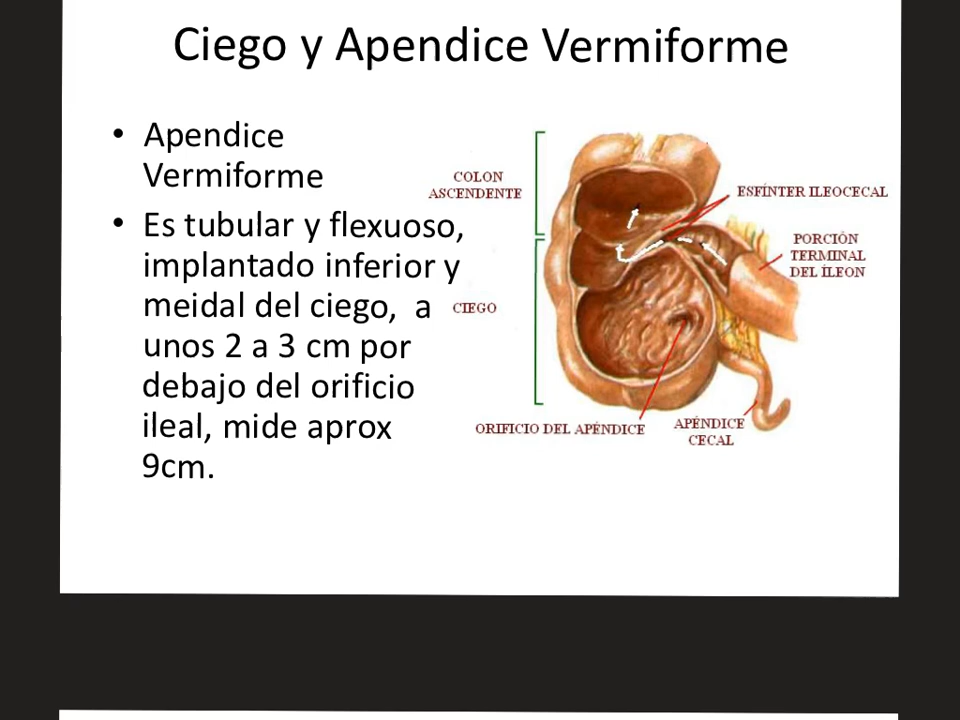 Ciego y Apendice Vermiforme
• Apendice
Vermiforme
• Es tubular y flexuoso,
implantado inferior y
meidal del ciego, a
unos 2 a 3 cm por
debajo del orificio
ileal, mide aprox
9cm.
COLON
ASCENDENTE
CIEGO
ESFÍNTER ILEOCECAL
PORCIÓN
TERMINAL
DEL ÍLEON
ORIFICIO DEL APÉNDICE
APÉNDICE
CECAL